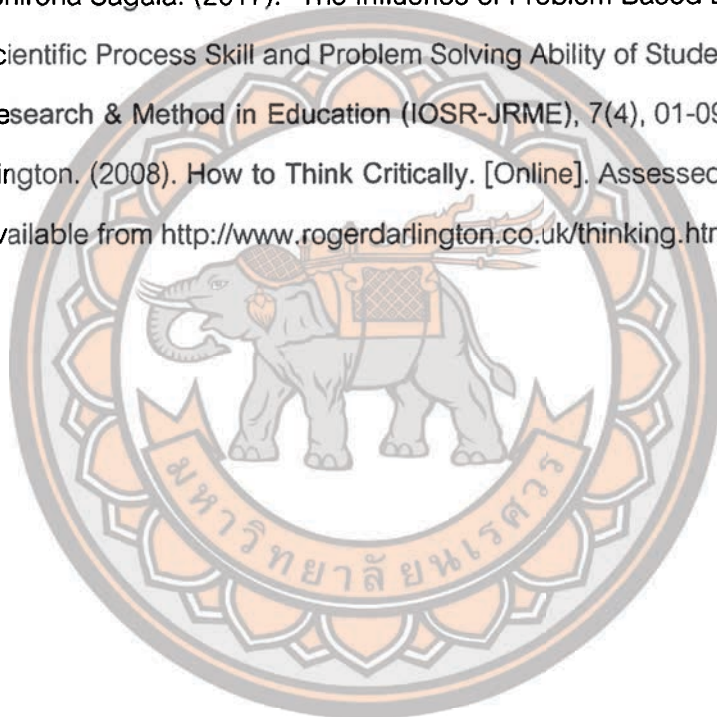 Sagala. (2017). "The Influence of Problem Based
cientific Process Skill and Problem Solving Ability of Stude
esearch & Method in Education (IOSR-JRME), 7(4), 01-09
ington. (2008). How to Think Critically. [Online]. Assessed
vailable from http://www.rogerdarlington.co.uk/thinking.htm
มหาวิทยาลัยนเรศวร